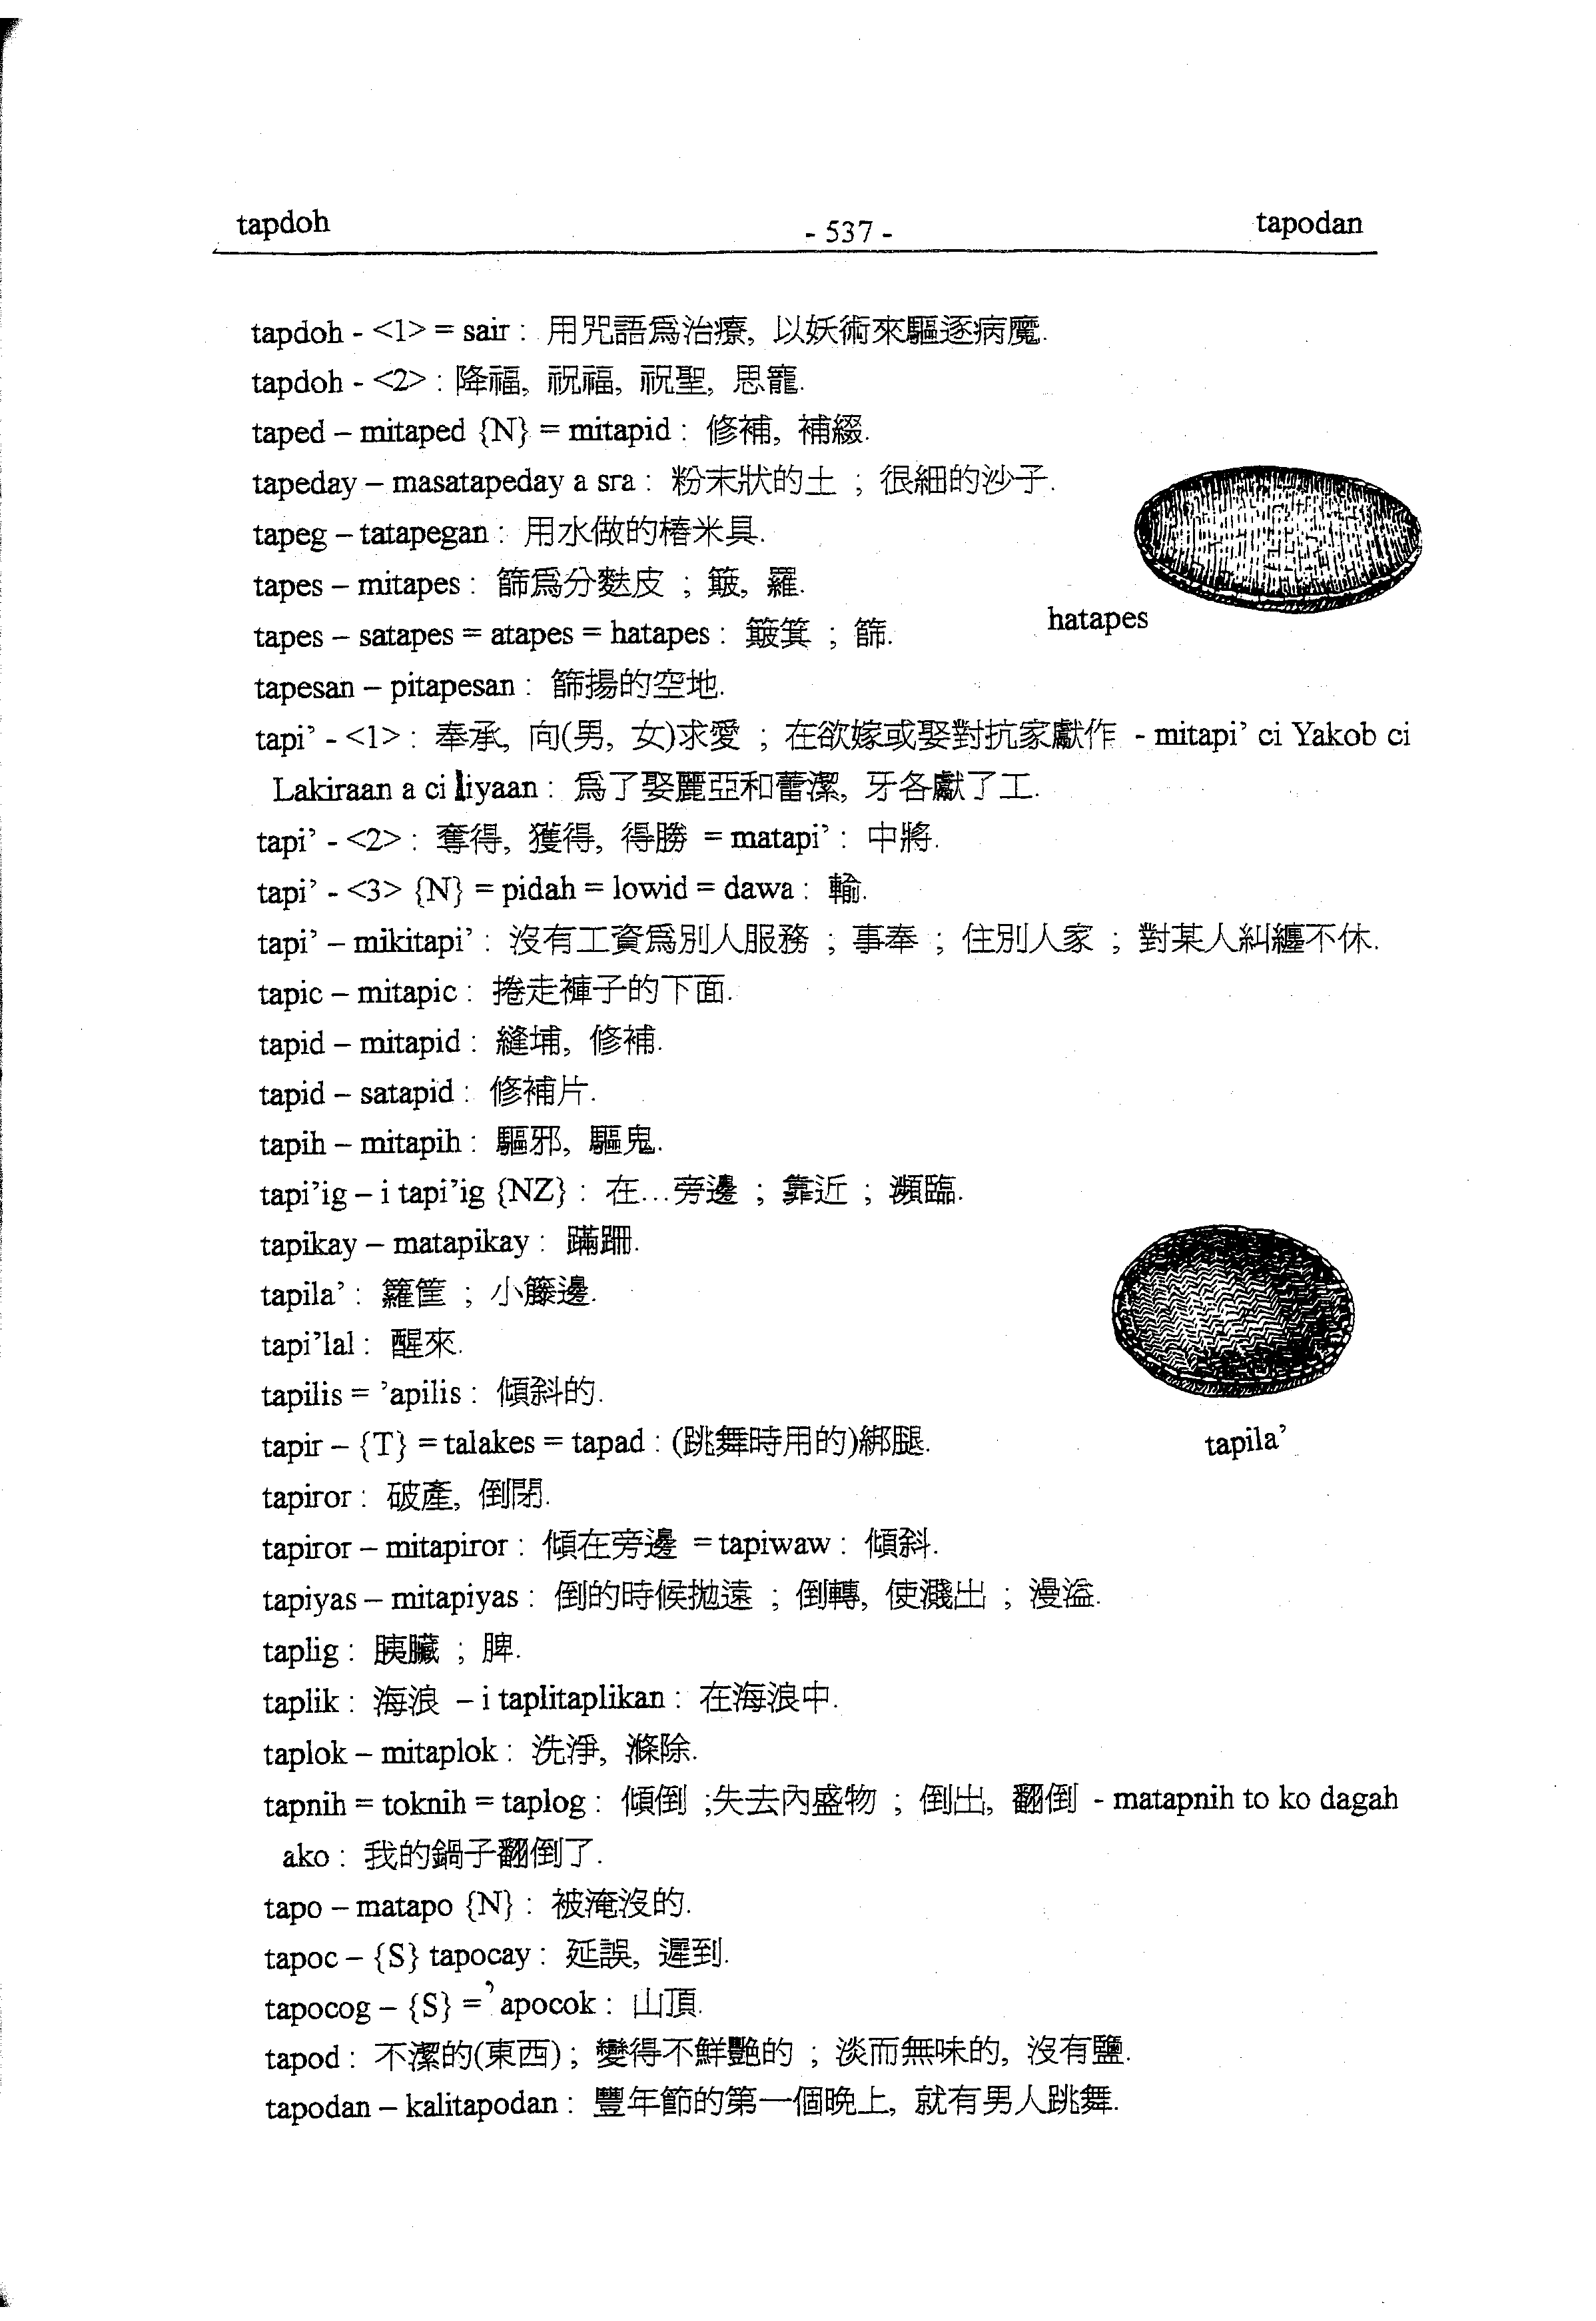 tapdoh - 537 - tapodan
tapdoh - <1> = sair : 用咒語爲治療, 以妖術來驅逐病魔.
tapdoh - <2> : 降福, 祝福, 祝聖, 思寵.
taped – mitaped {N} = mitapid : 修補, 補綴.
tapeday – masatapeday a sra : 粉末狀的土 ; 很細的沙子.
tapeg – tatapegan : 用水做的樁米具.
tapes – mitapes : 篩爲分麩皮 ; 簸, 羅.
tapes – satapes = atapes = hatapes : 簸箕 ; 篩.
hatapes
tapesan – pitapesan : 篩揚的空地.
tapi’ - <1> : 奉承, 向(男, 女)求愛 ; 在欲嫁或娶對抗家獻作 - mitapi’ ci Yakob ci
Lakiraan a ci liyaan : 爲了娶麗亞和蕾潔, 牙各獻了工.
tapi’ - <2> : 奪得, 獲得, 得勝 = matapi’ : 中將.
tapi’ - <3> {N} = pidah = lowid = dawa : 輸.
tapi’ – mikitapi’ : 沒有工資爲別人服務 ; 事奉 ; 住別人家 ; 對某人糾纏不休.
tapic – mitapic : 捲走褲子的下面.
tapid – mitapid : 縫埔, 修補.
tapid – satapid : 修補片.
tapih – mitapih : 驅邪, 驅鬼.
tapi’ig – i tapi’ig {NZ} : 在…旁邊 ; 靠近 ; 瀕臨.
tapikay – matapikay : 蹣跚.
tapila’ : 籮筐 ; 小籐邊.
tapi’lal : 醒來.
tapilis = ’apilis : 傾斜的.
tapir – {T} = talakes = tapad : (跳舞時用的)綁腿.
tapila’
tapiror : 破產, 倒閉.
tapiror – mitapiror : 傾在旁邊 = tapiwaw : 傾斜.
tapiyas – mitapiyas : 倒的時候拋遠 ; 倒轉, 使濺出 ; 漫溢.
taplig : 胰臟 ; 脾.
taplik : 海浪 – i taplitaplikan : 在海浪中.
taplok – mitaplok : 洗淨, 滌除.
tapnih = toknih = taplog : 傾倒 ;失去內盛物 ; 倒出, 翻倒 - matapnih to ko dagah
ako : 我的鍋子翻倒了.
tapo – matapo {N} : 被淹沒的.
tapoc – {S} tapocay : 延誤, 遲到.
tapocog – {S} = ’apocok : 山頂.
tapod : 不潔的(東西) ; 變得不鮮艷的 ; 淡而無味的, 沒有鹽.
tapodan – kalitapodan : 豐年節的第一個晚上, 就有男人跳舞.